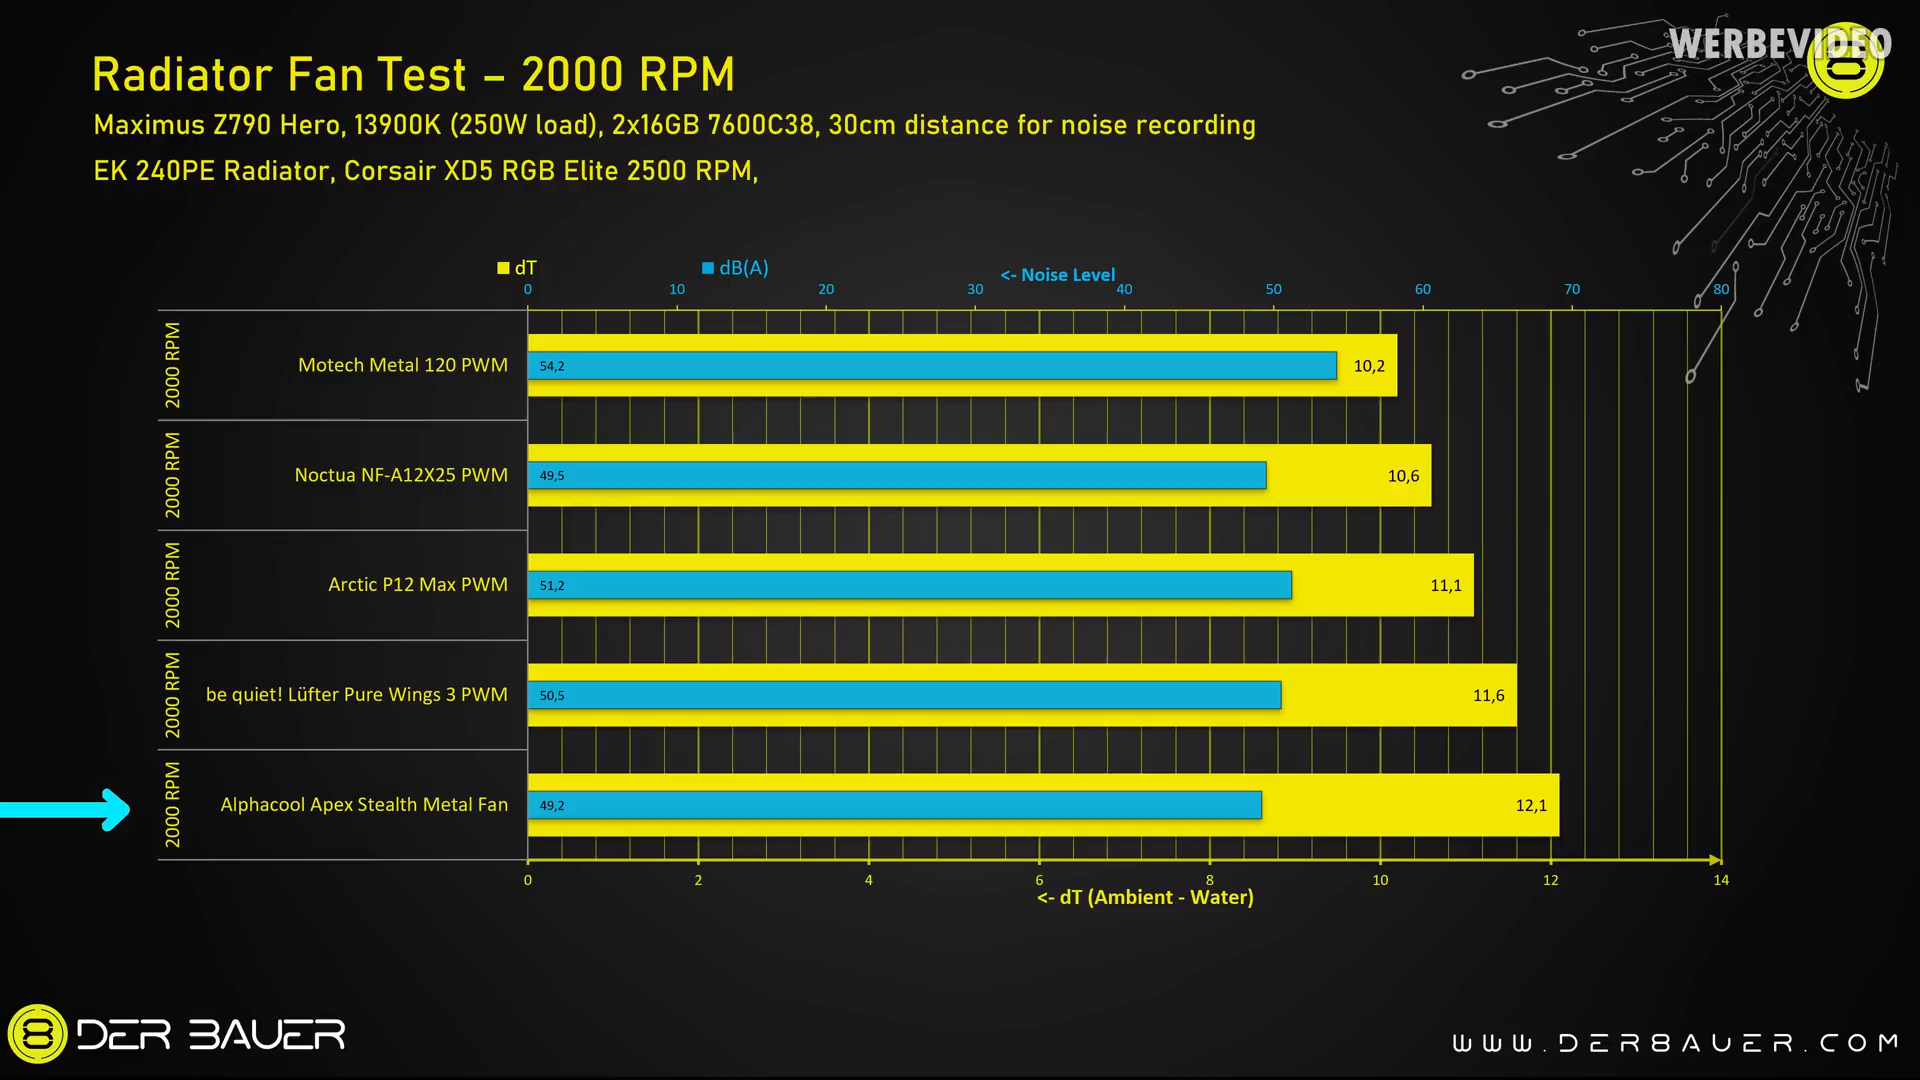 WERBEVIDEO
Radiator Fan Test – 2000 RPM
Maximus Z790 Hero, 13900K (250W load), 2x16GB 7600C38, 30cm distance for noise recording
EK 240PE Radiator, Corsair XD5 RGB Elite 2500 RPM,
dT dB(A) <- Noise Level
0 10 20 30 40 50 60 70 80
2000 RPM Motech Metal 120 PWM 54,2 10,2
2000 RPM Noctua NF-A12X25 PWM 49,5 10,6
2000 RPM Arctic P12 Max PWM 51,2 11,1
2000 RPM be quiet! Lüfter Pure Wings 3 PWM 50,5 11,6
2000 RPM Alphacool Apex Stealth Metal Fan 49,2 12,1
0 2 4 6 8 10 12 14
<- dT (Ambient - Water)
8 DER 8AUER
WWW.DER8AUER.COM